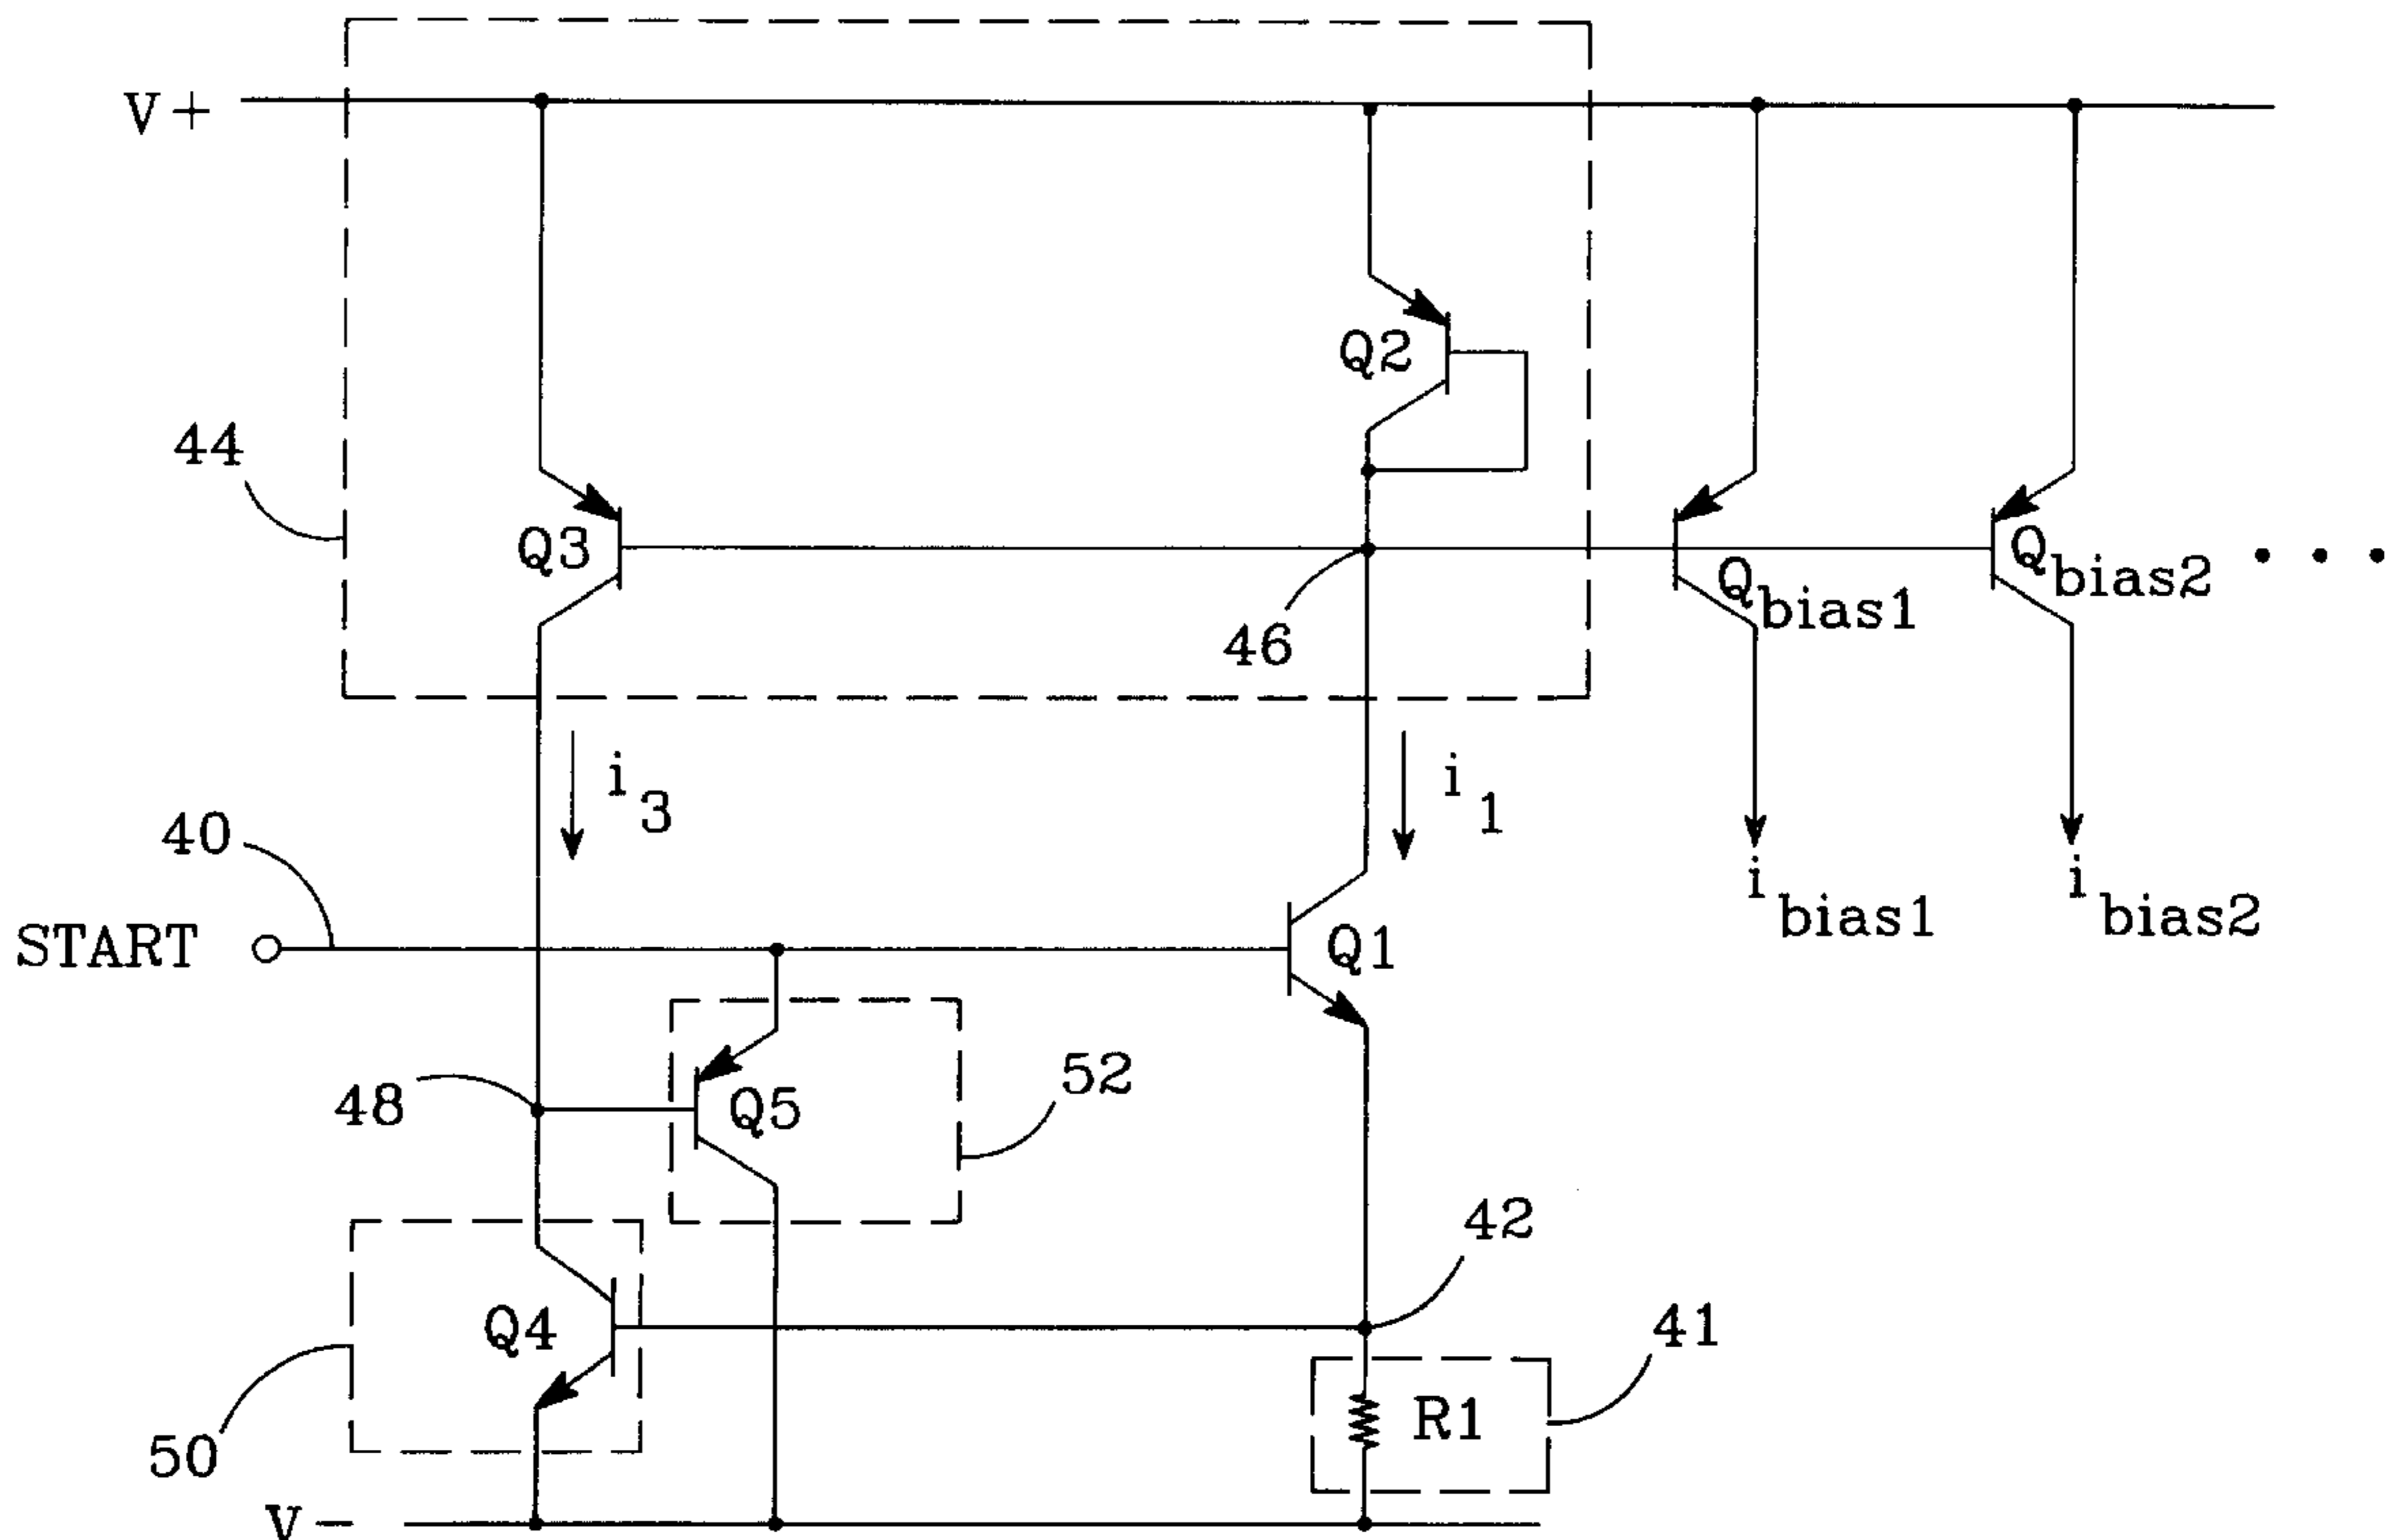 V+
Q2
44
Q3
Qbias1
Qbias2
• • •
46
i3
i1
40
ibias1
ibias2
START
Q1
52
48
Q5
42
Q4
41
R1
50
V-